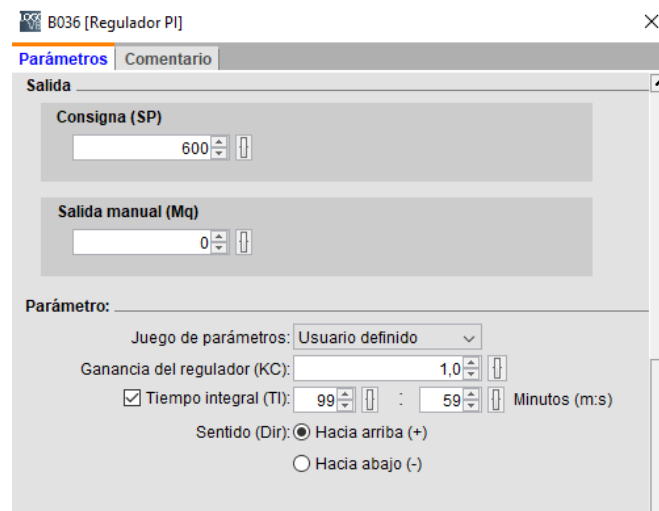 B036 [Regulador PI]
Parámetros Comentario
Salida
Consigna (SP)
600
Salida manual (Mq)
0
Parámetro:
Juego de parámetros: Usuario definido
Ganancia del regulador (KC): 1,0
Tiempo integral (TI): 99 : 59 Minutos (m:s)
Sentido (Dir): Hacia arriba (+)
Hacia abajo (-)